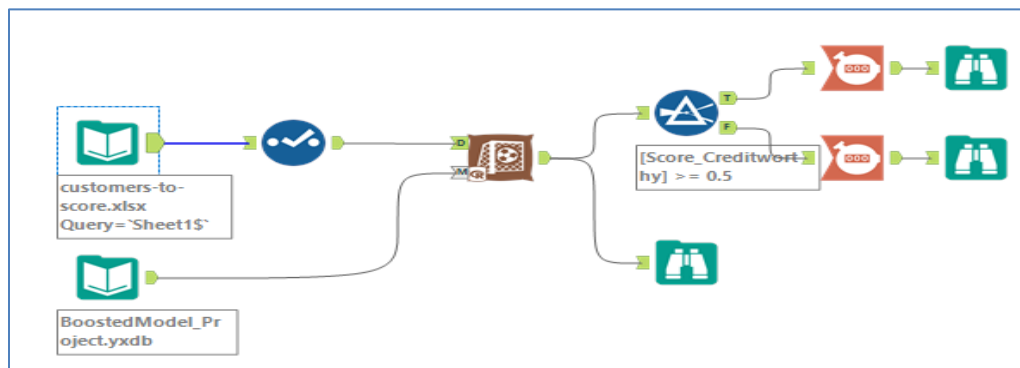 customers-to-
score.xlsx
Query=`Sheet1$`
D
M
R
T
F
[Score_Creditwort
hy] >= 0.5
BoostedModel_Pr
oject.yxdb